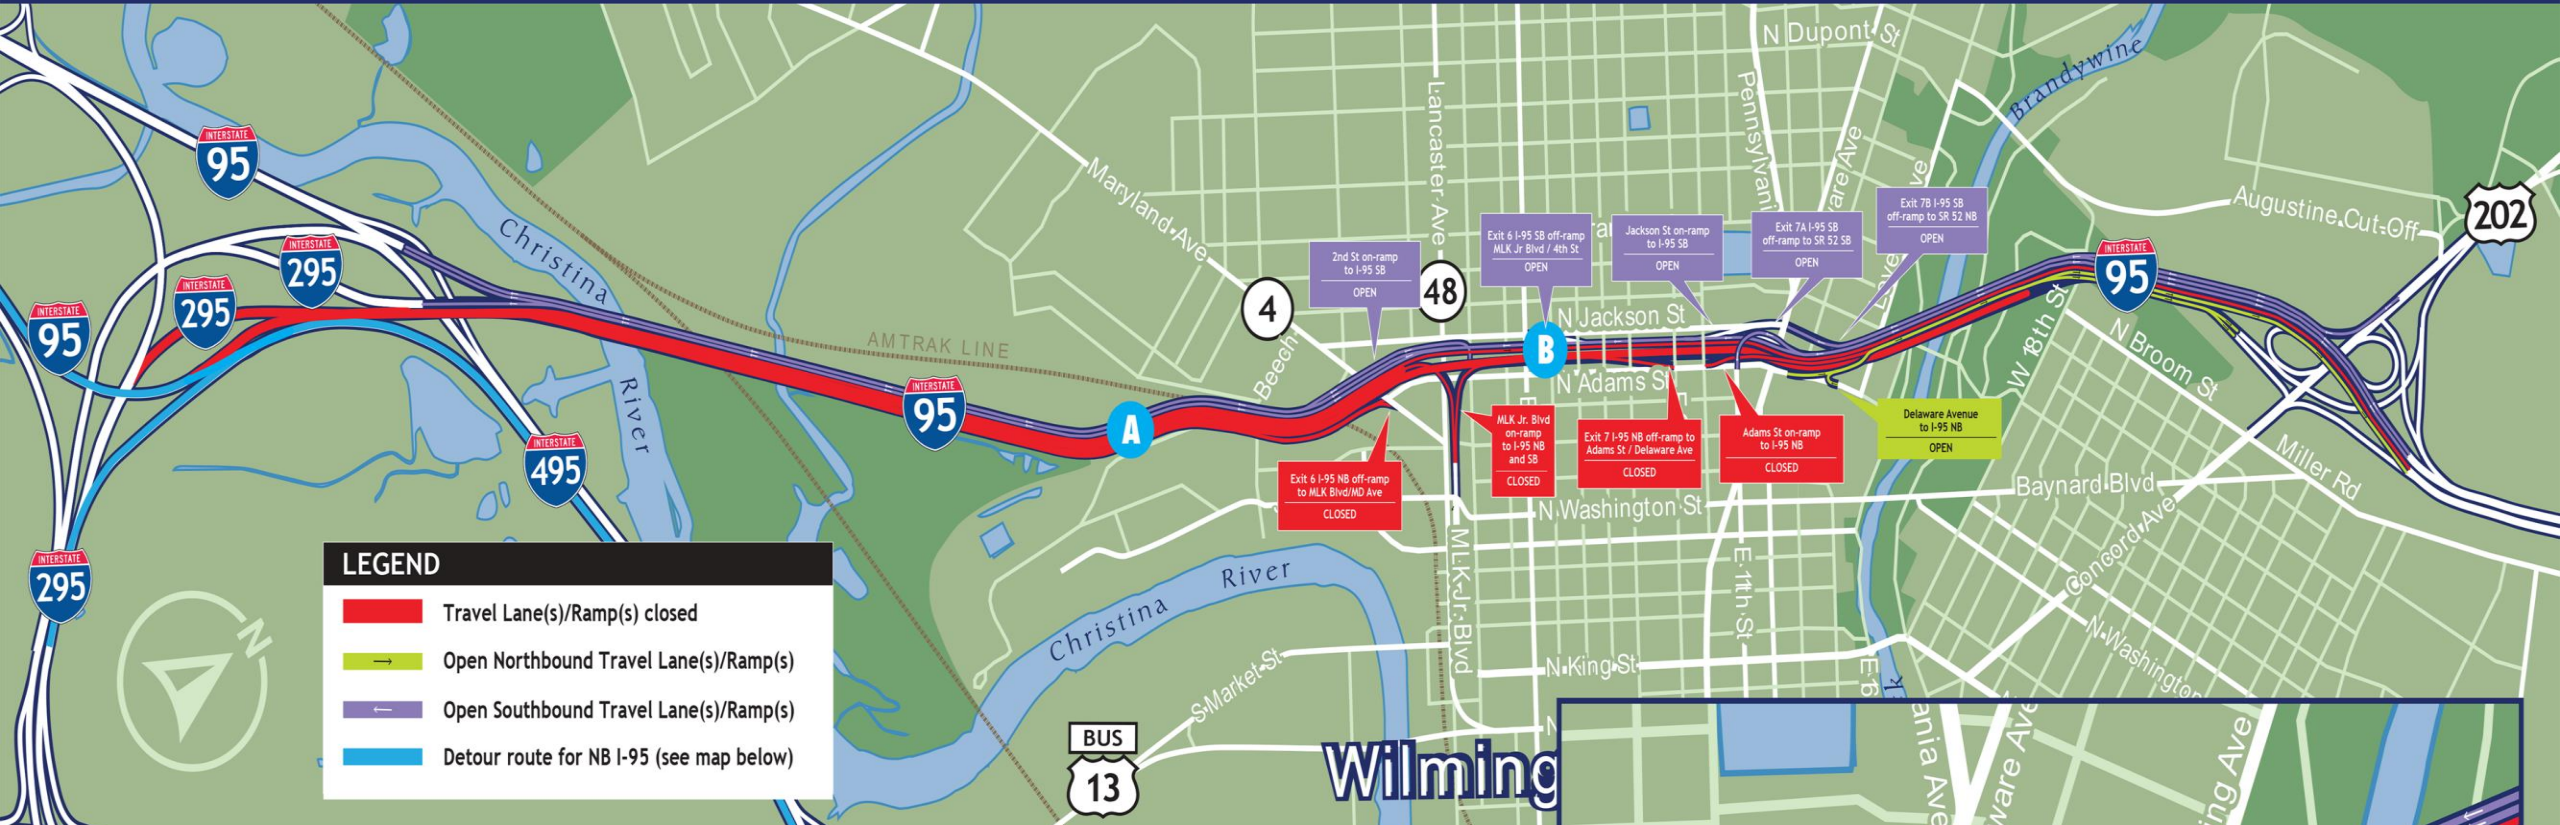 N Dupont St
Brandywine
INTERSTATE
95
Lancaster Ave
Maryland Ave
Augustine Cut-Off
202
Christina
River
INTERSTATE
295
INTERSTATE
295
INTERSTATE
95
AMTRAK LINE
4
48
2nd St on-ramp
to I-95 SB
OPEN
Exit 6 I-95 SB off-ramp
MLK Jr Blvd / 4th St
OPEN
Jackson St on-ramp
to I-95 SB
OPEN
Exit 7A I-95 SB
off-ramp to SR 52 SB
OPEN
Exit 7B I-95 SB
off-ramp to SR 52 NB
OPEN
INTERSTATE
95
N Jackson St
B
N Adams St
Beech
W 18th St
N Broom St
INTERSTATE
95
A
Exit 6 I-95 NB off-ramp
to MLK Blvd/MD Ave
CLOSED
MLK Jr. Blvd
on-ramp
to I-95 NB
and SB
CLOSED
Exit 7 I-95 NB off-ramp to
Adams St / Delaware Ave
CLOSED
Adams St on-ramp
to I-95 NB
CLOSED
Delaware Avenue
to I-95 NB
OPEN
INTERSTATE
495
Miller Rd
Baynard Blvd
N Washington St
Concord Ave
MLK Jr. Blvd
E 11th St
N King St
N Washington
E 16
S Market St
Christina River
INTERSTATE
295
N
LEGEND
Travel Lane(s)/Ramp(s) closed
Open Northbound Travel Lane(s)/Ramp(s)
Open Southbound Travel Lane(s)/Ramp(s)
Detour route for NB I-95 (see map below)
BUS
13
Wilming